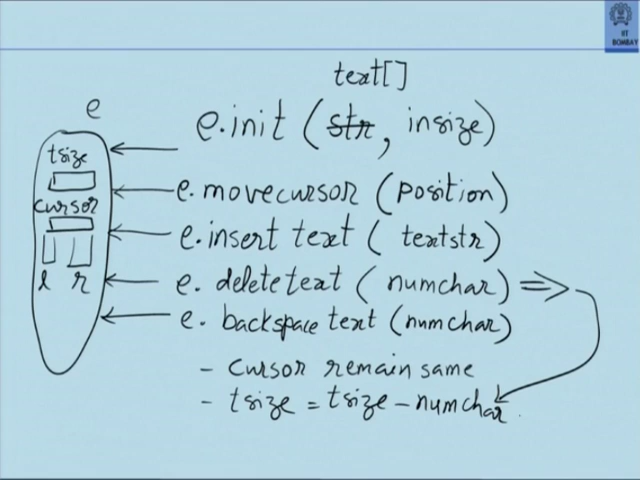 IIT
BOMBAY
text[]
e
e.init (str, insize)
tsize
e.movecursor (position)
cursor
e.insert text (textstr)
l r
e. deletetext (numchar) ⇒
e. backspace text (numchar)
- cursor remain same
- tsize = tsize - numchar.